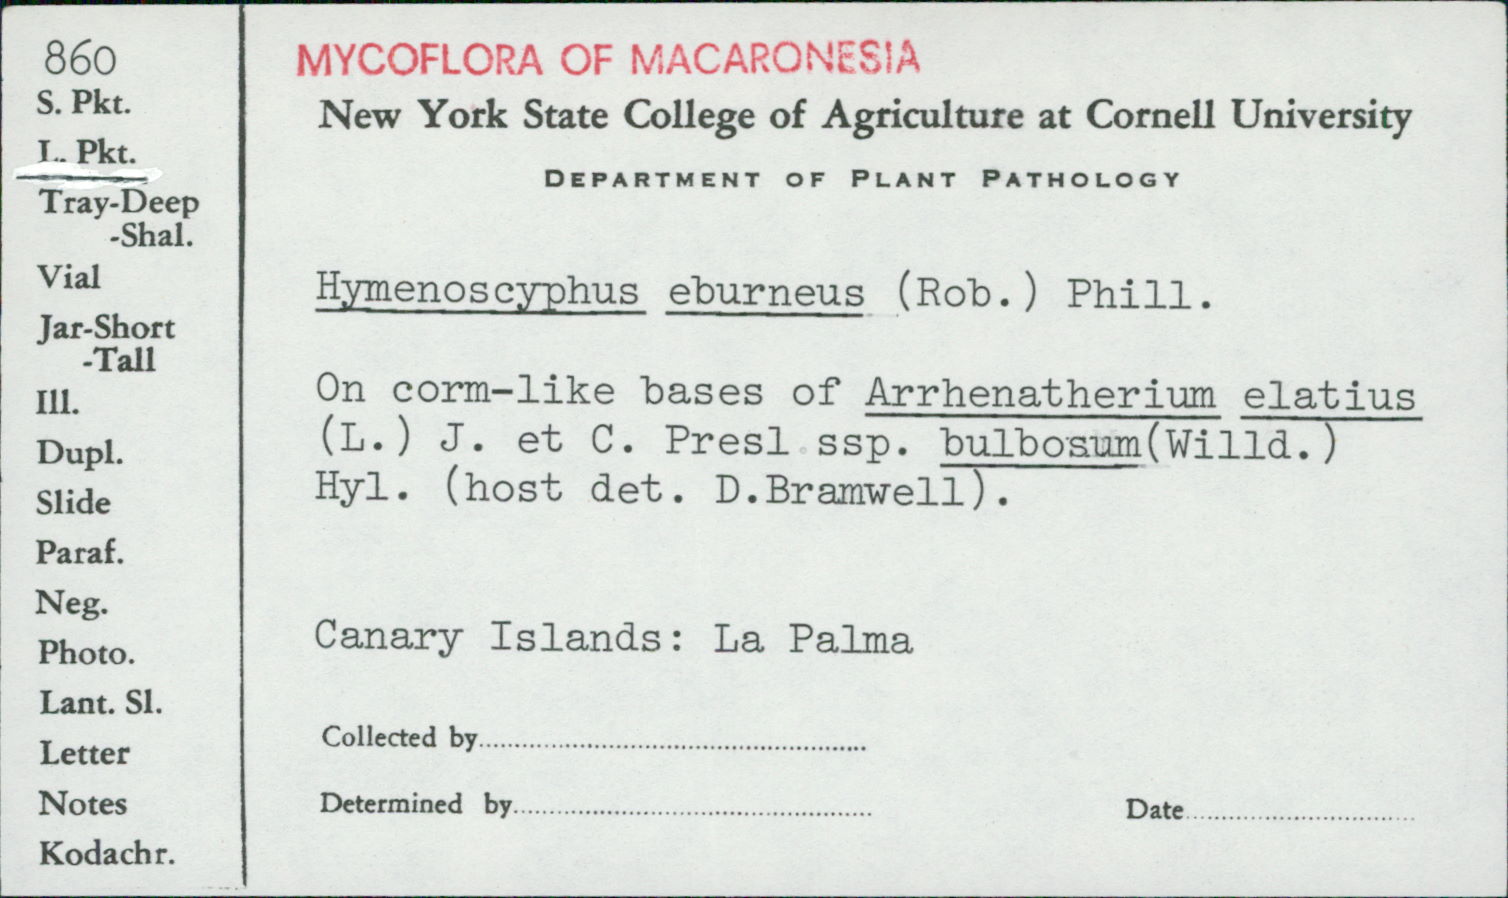 860
S. Pkt.
L. Pkt.
Tray-Deep
-Shal.
Vial
Jar-Short
-Tall
Ill.
Dupl.
Slide
Paraf.
Neg.
Photo.
Lant. Sl.
Letter
Notes
Kodachr.
MYCOFLORA OF MACARONESIA
New York State College of Agriculture at Cornell University
DEPARTMENT OF PLANT PATHOLOGY
Hymenoscyphus eburneus (Rob.) Phill.
On corm-like bases of Arrhenatherium elatius
(L.) J. et C. Presl ssp. bulbosum(Willd.)
Hyl. (host det. D.Bramwell).
Canary Islands: La Palma
Collected by
Determined by
Date